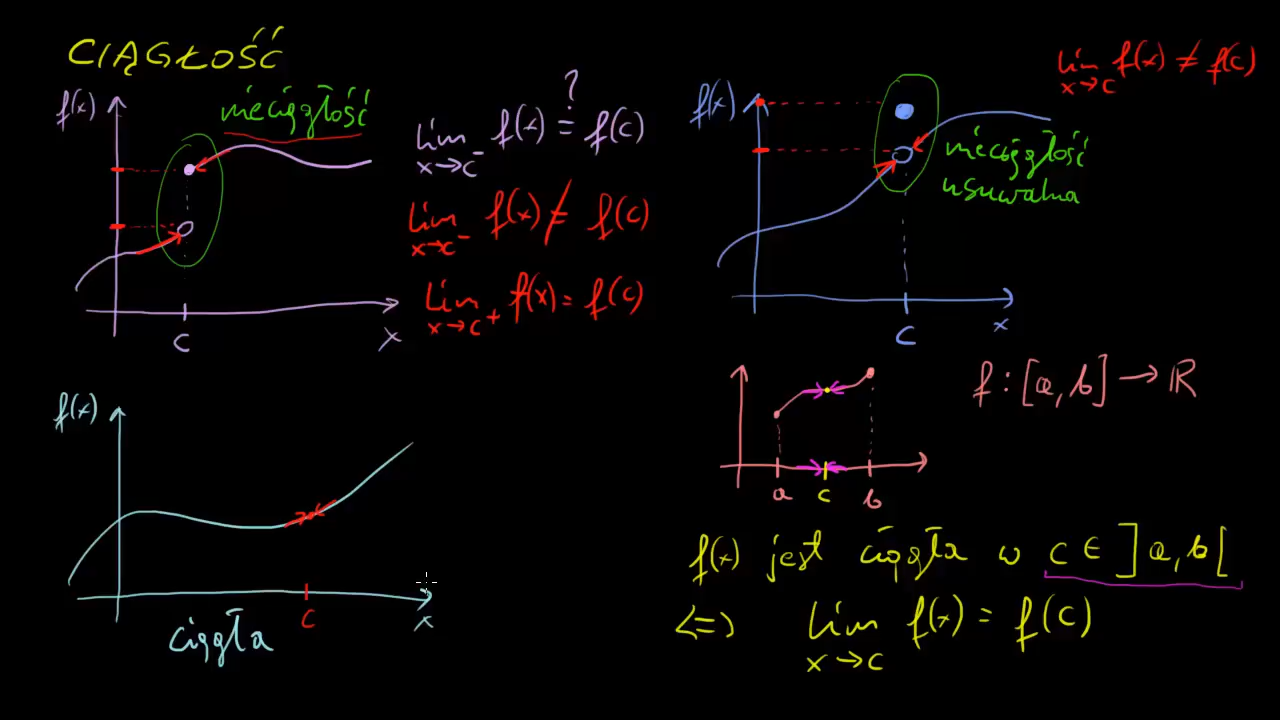 CIĄGŁOŚĆ
f(x)
nieciągłość
?
lim x→c⁻ f(x) = f(c)
lim x→c⁻ f(x) ≠ f(c)
lim x→c+ f(x) = f(c)
c
x
f(x)
lim x→c f(x) ≠ f(c)
nieciągłość
usuwalna
c
x
f(x)
c
x
ciągła
f : [a, b] → ℝ
a c b
f(x) jest ciągła w c ∈ ]a, b[
<=> lim x→c f(x) = f(c)